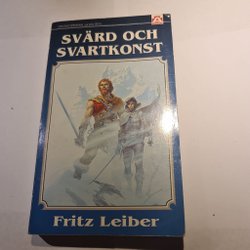 SVÄRD OCH
SVARTKONST
Fritz Leiber